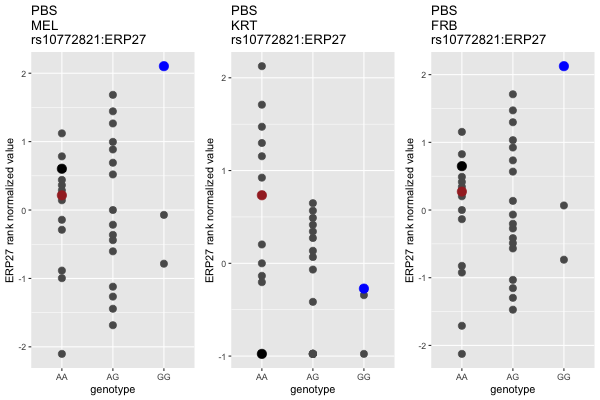 PBS
MEL
rs10772821:ERP27
ERP27 rank normalized value
2
1
0
-1
-2
AA
AG
GG
genotype
PBS
KRT
rs10772821:ERP27
ERP27 rank normalized value
2
1
0
-1
AA
AG
GG
genotype
PBS
FRB
rs10772821:ERP27
ERP27 rank normalized value
2
1
0
-1
-2
AA
AG
GG
genotype